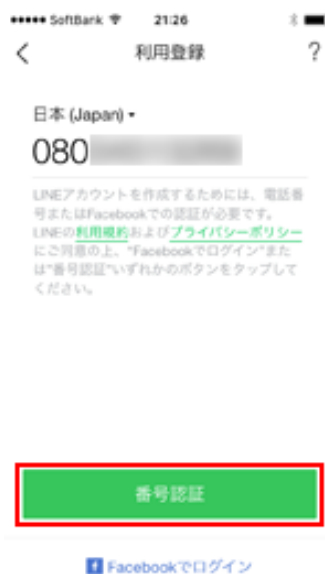 SoftBank 21:26
利用登録 ?
日本 (Japan)
080
LINEアカウントを作成するためには、電話番
号またはFacebookでの認証が必要です。
LINEの利用規約およびプライバシーポリシー
にご同意の上、"Facebookでログイン"また
は"番号認証"いずれかのボタンをタップして
ください。
番号認証
Facebookでログイン